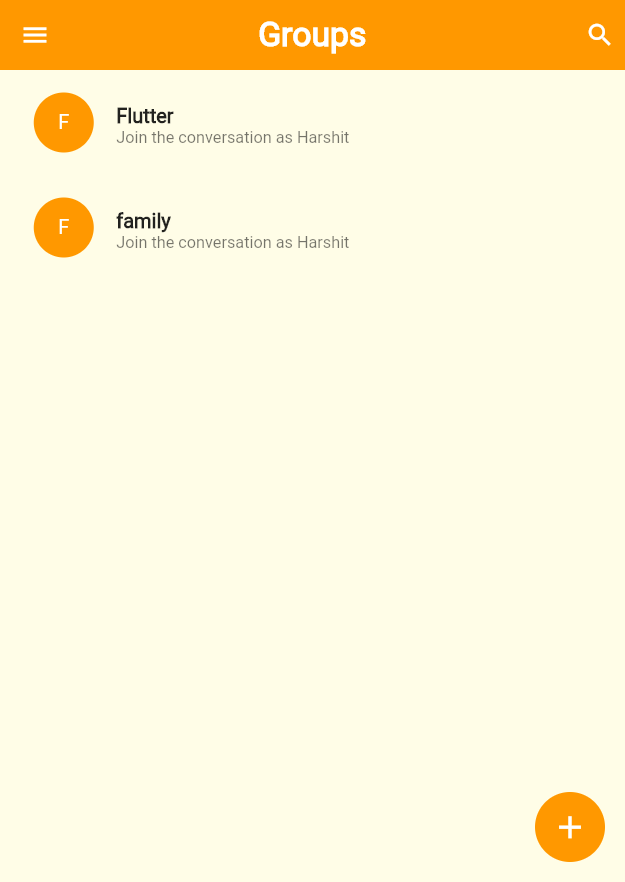 Groups
F
Flutter
Join the conversation as Harshit
F
family
Join the conversation as Harshit